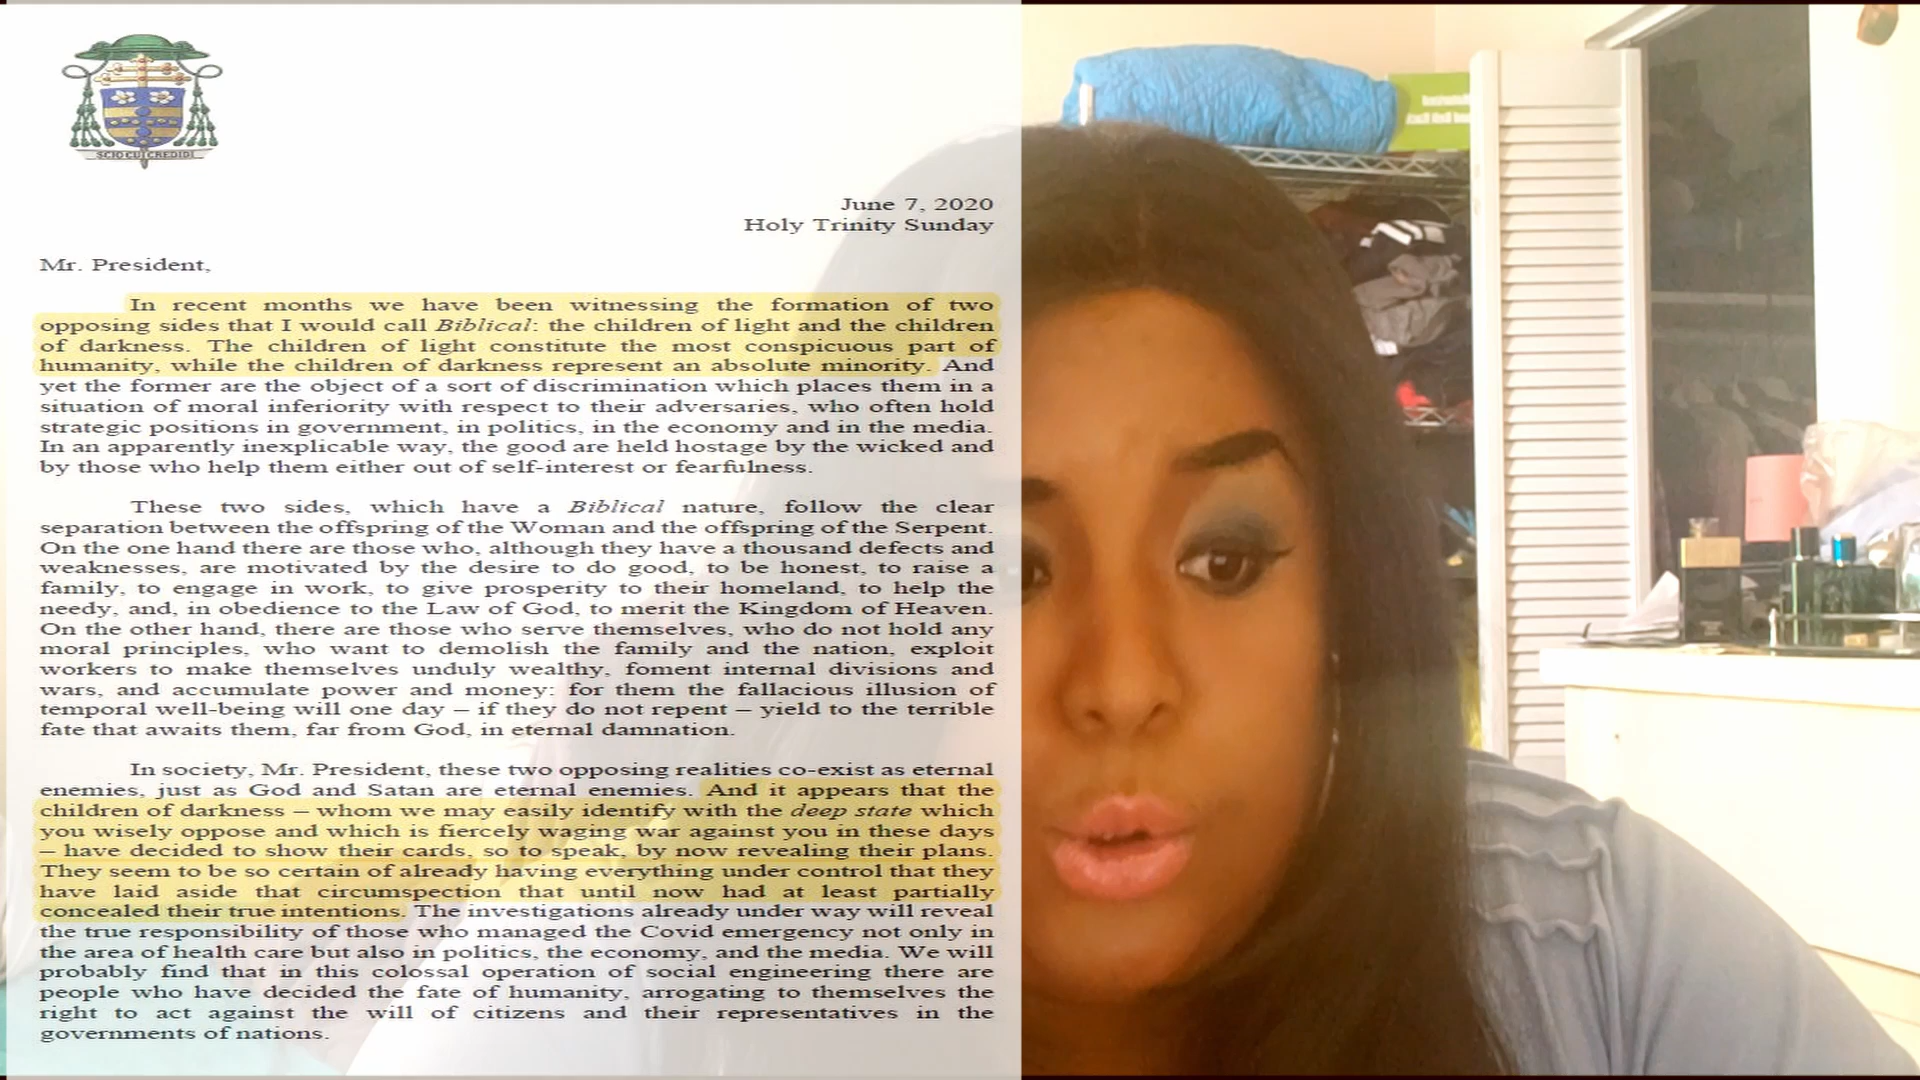 SCIO CUI CREDIDI
June 7, 2020
Holy Trinity Sunday
Mr. President,
In recent months we have been witnessing the formation of two
opposing sides that I would call Biblical: the children of light and the children
of darkness. The children of light constitute the most conspicuous part of
humanity, while the children of darkness represent an absolute minority. And
yet the former are the object of a sort of discrimination which places them in a
situation of moral inferiority with respect to their adversaries, who often hold
strategic positions in government, in politics, in the economy and in the media.
In an apparently inexplicable way, the good are held hostage by the wicked and
by those who help them either out of self-interest or fearfulness.
These two sides, which have a Biblical nature, follow the clear
separation between the offspring of the Woman and the offspring of the Serpent.
On the one hand there are those who, although they have a thousand defects and
weaknesses, are motivated by the desire to do good, to be honest, to raise a
family, to engage in work, to give prosperity to their homeland, to help the
needy, and, in obedience to the Law of God, to merit the Kingdom of Heaven.
On the other hand, there are those who serve themselves, who do not hold any
moral principles, who want to demolish the family and the nation, exploit
workers to make themselves unduly wealthy, foment internal divisions and
wars, and accumulate power and money: for them the fallacious illusion of
temporal well-being will one day – if they do not repent – yield to the terrible
fate that awaits them, far from God, in eternal damnation.
In society, Mr. President, these two opposing realities co-exist as eternal
enemies, just as God and Satan are eternal enemies. And it appears that the
children of darkness – whom we may easily identify with the deep state which
you wisely oppose and which is fiercely waging war against you in these days
– have decided to show their cards, so to speak, by now revealing their plans.
They seem to be so certain of already having everything under control that they
have laid aside that circumspection that until now had at least partially
concealed their true intentions. The investigations already under way will reveal
the true responsibility of those who managed the Covid emergency not only in
the area of health care but also in politics, the economy, and the media. We will
probably find that in this colossal operation of social engineering there are
people who have decided the fate of humanity, arrogating to themselves the
right to act against the will of citizens and their representatives in the
governments of nations.